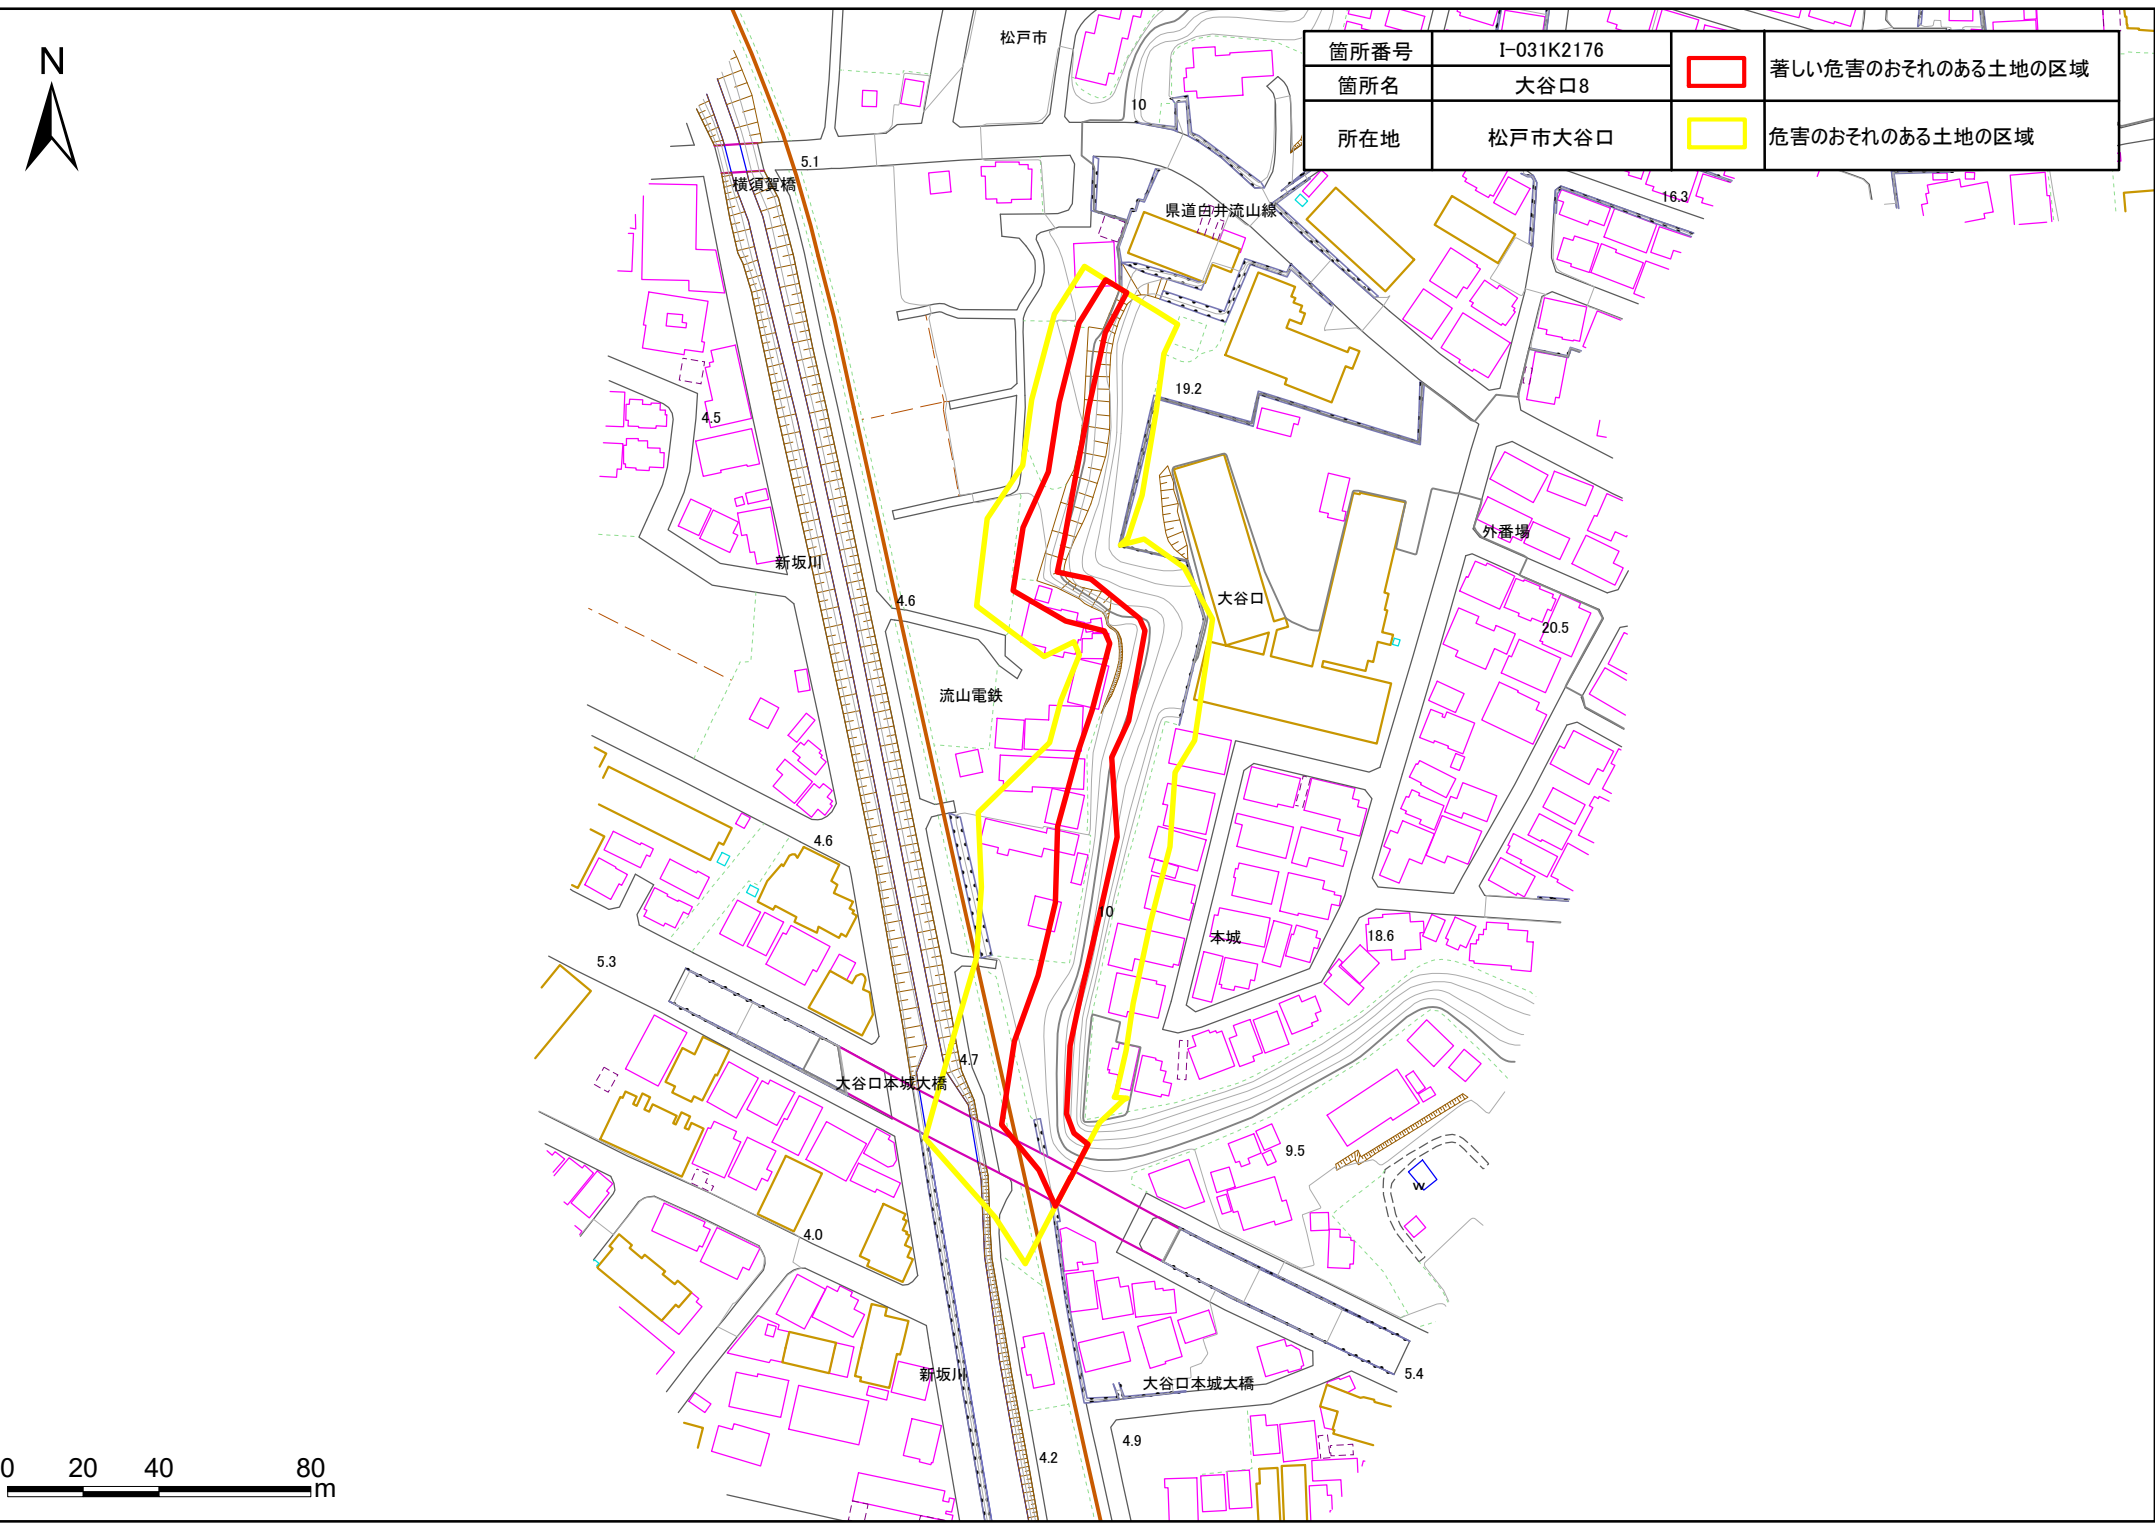 N
松戸市
箇所番号 I-031K2176
箇所名 大谷口8
所在地 松戸市大谷口
著しい危害のおそれのある土地の区域
危害のおそれのある土地の区域
10
5.1
横須賀橋
県道白井流山線
16.3
19.2
4.5
外番場
新坂川
4.6
大谷口
20.5
流山電鉄
4.6
10
本城
18.6
5.3
4.7
大谷口本城大橋
9.5
W
4.0
新坂川
大谷口本城大橋
5.4
4.9
4.2
0 20 40 80
m